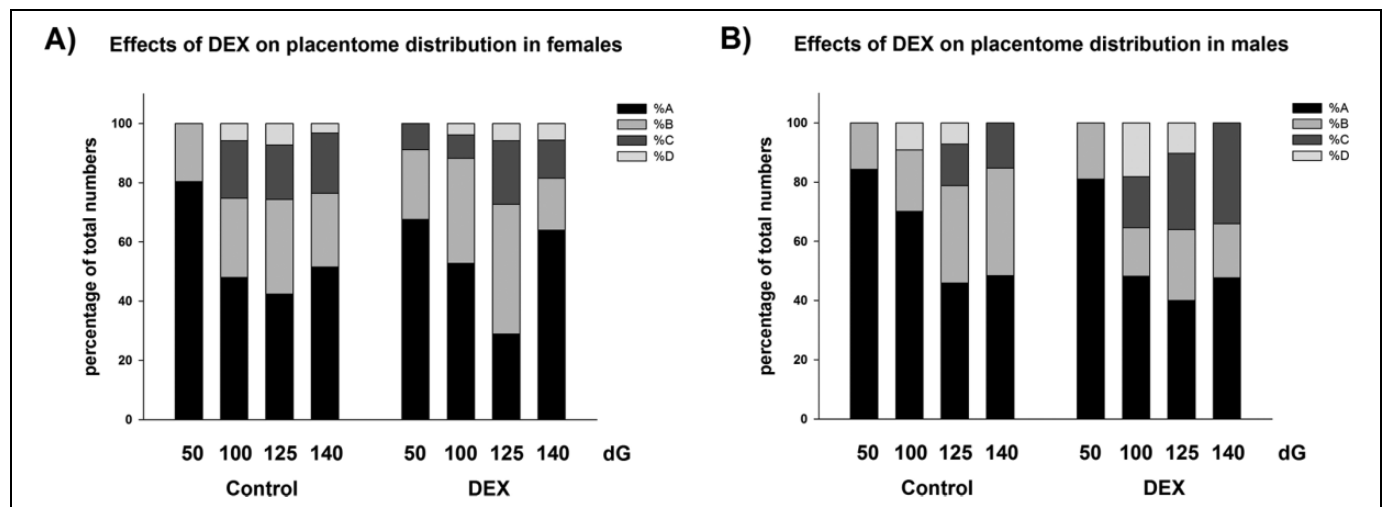 A) Effects of DEX on placentome distribution in females
percentage of total numbers
100
80
60
40
20
0
%A
%B
%C
%D
50 100 125 140 50 100 125 140 dG
Control DEX
B) Effects of DEX on placentome distribution in males
percentage of total numbers
100
80
60
40
20
0
%A
%B
%C
%D
50 100 125 140 50 100 125 140 dG
Control DEX